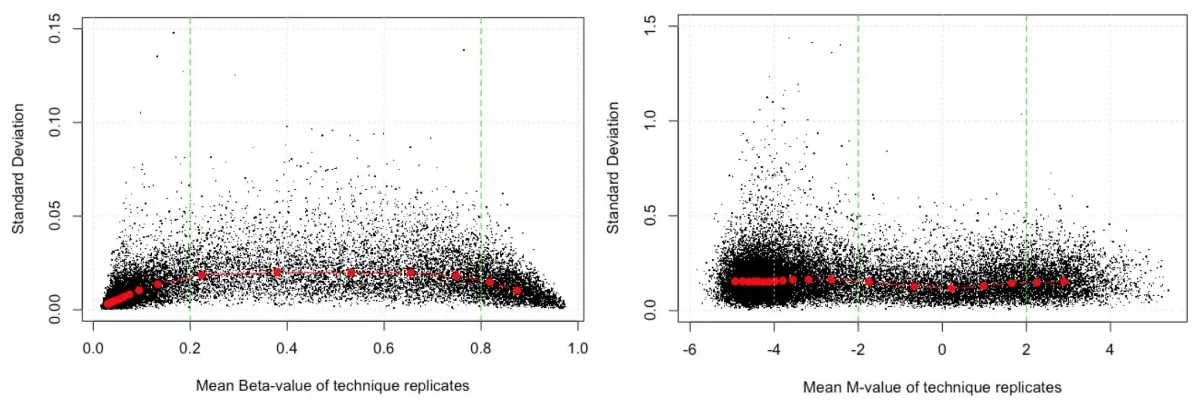 0.15
0.10
0.05
0.00
Standard Deviation
0.0 0.2 0.4 0.6 0.8 1.0
Mean Beta-value of technique replicates
1.5
1.0
0.5
0.0
Standard Deviation
-6 -4 -2 0 2 4
Mean M-value of technique replicates